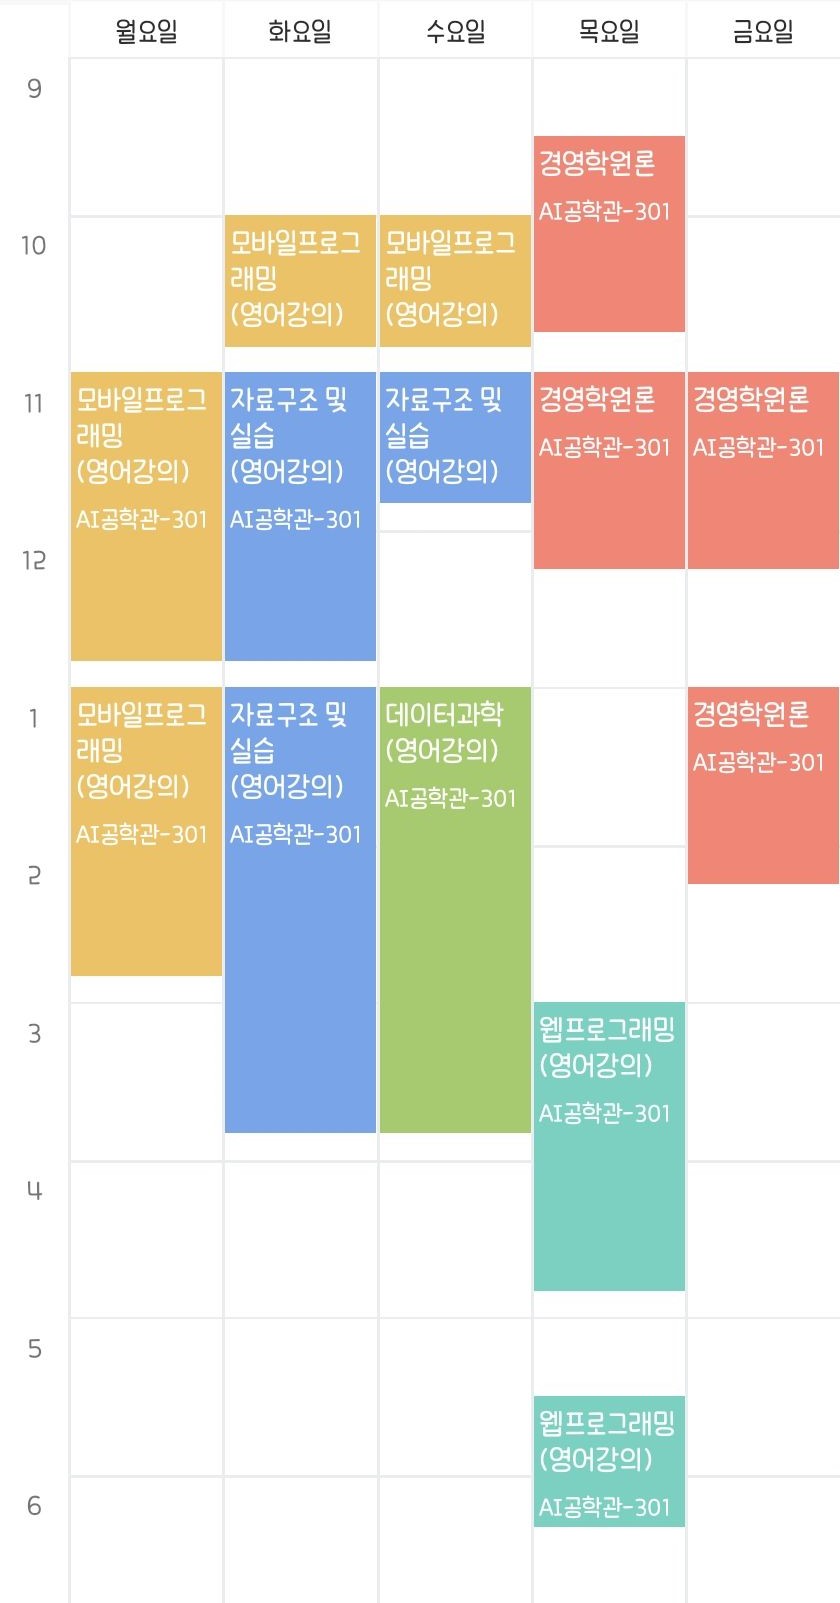 월요일 화요일 수요일 목요일 금요일
9
경영학원론
AI공학관-301
10
모바일프로그
래밍
(영어강의)
모바일프로그
래밍
(영어강의)
11
모바일프로그
래밍
(영어강의)
AI공학관-301
자료구조 및
실습
(영어강의)
AI공학관-301
자료구조 및
실습
(영어강의)
경영학원론
AI공학관-301
경영학원론
AI공학관-301
12
1
모바일프로그
래밍
(영어강의)
AI공학관-301
자료구조 및
실습
(영어강의)
AI공학관-301
데이터과학
(영어강의)
AI공학관-301
경영학원론
AI공학관-301
2
3
웹프로그래밍
(영어강의)
AI공학관-301
4
5
웹프로그래밍
(영어강의)
AI공학관-301
6